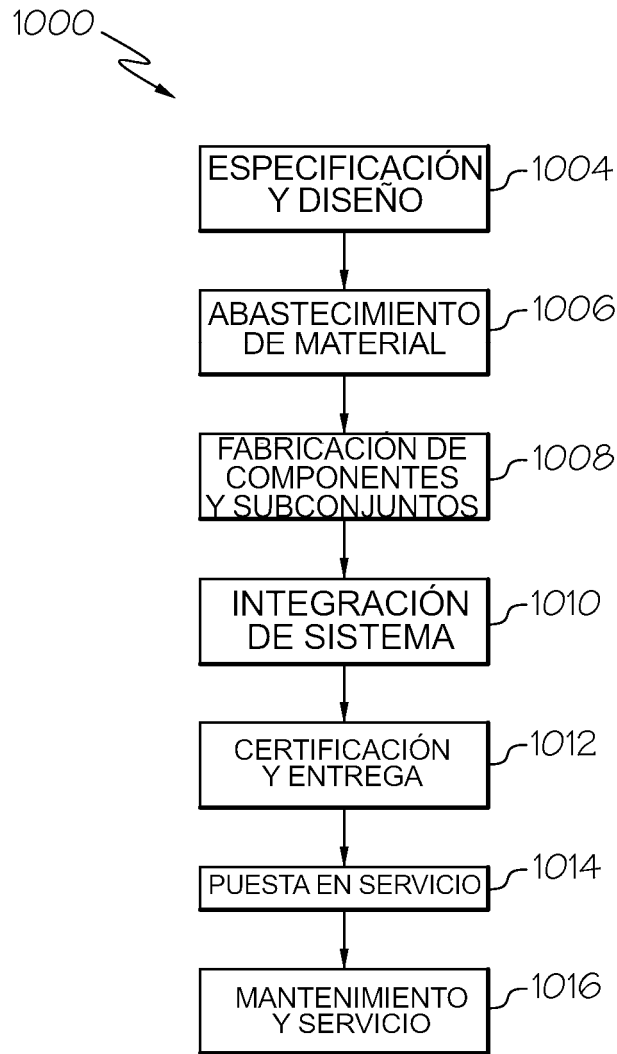 1000
ESPECIFICACIÓN
Y DISEÑO
1004
ABASTECIMIENTO
DE MATERIAL
1006
FABRICACIÓN DE
COMPONENTES
Y SUBCONJUNTOS
1008
INTEGRACIÓN
DE SISTEMA
1010
CERTIFICACIÓN
Y ENTREGA
1012
PUESTA EN SERVICIO
1014
MANTENIMIENTO
Y SERVICIO
1016